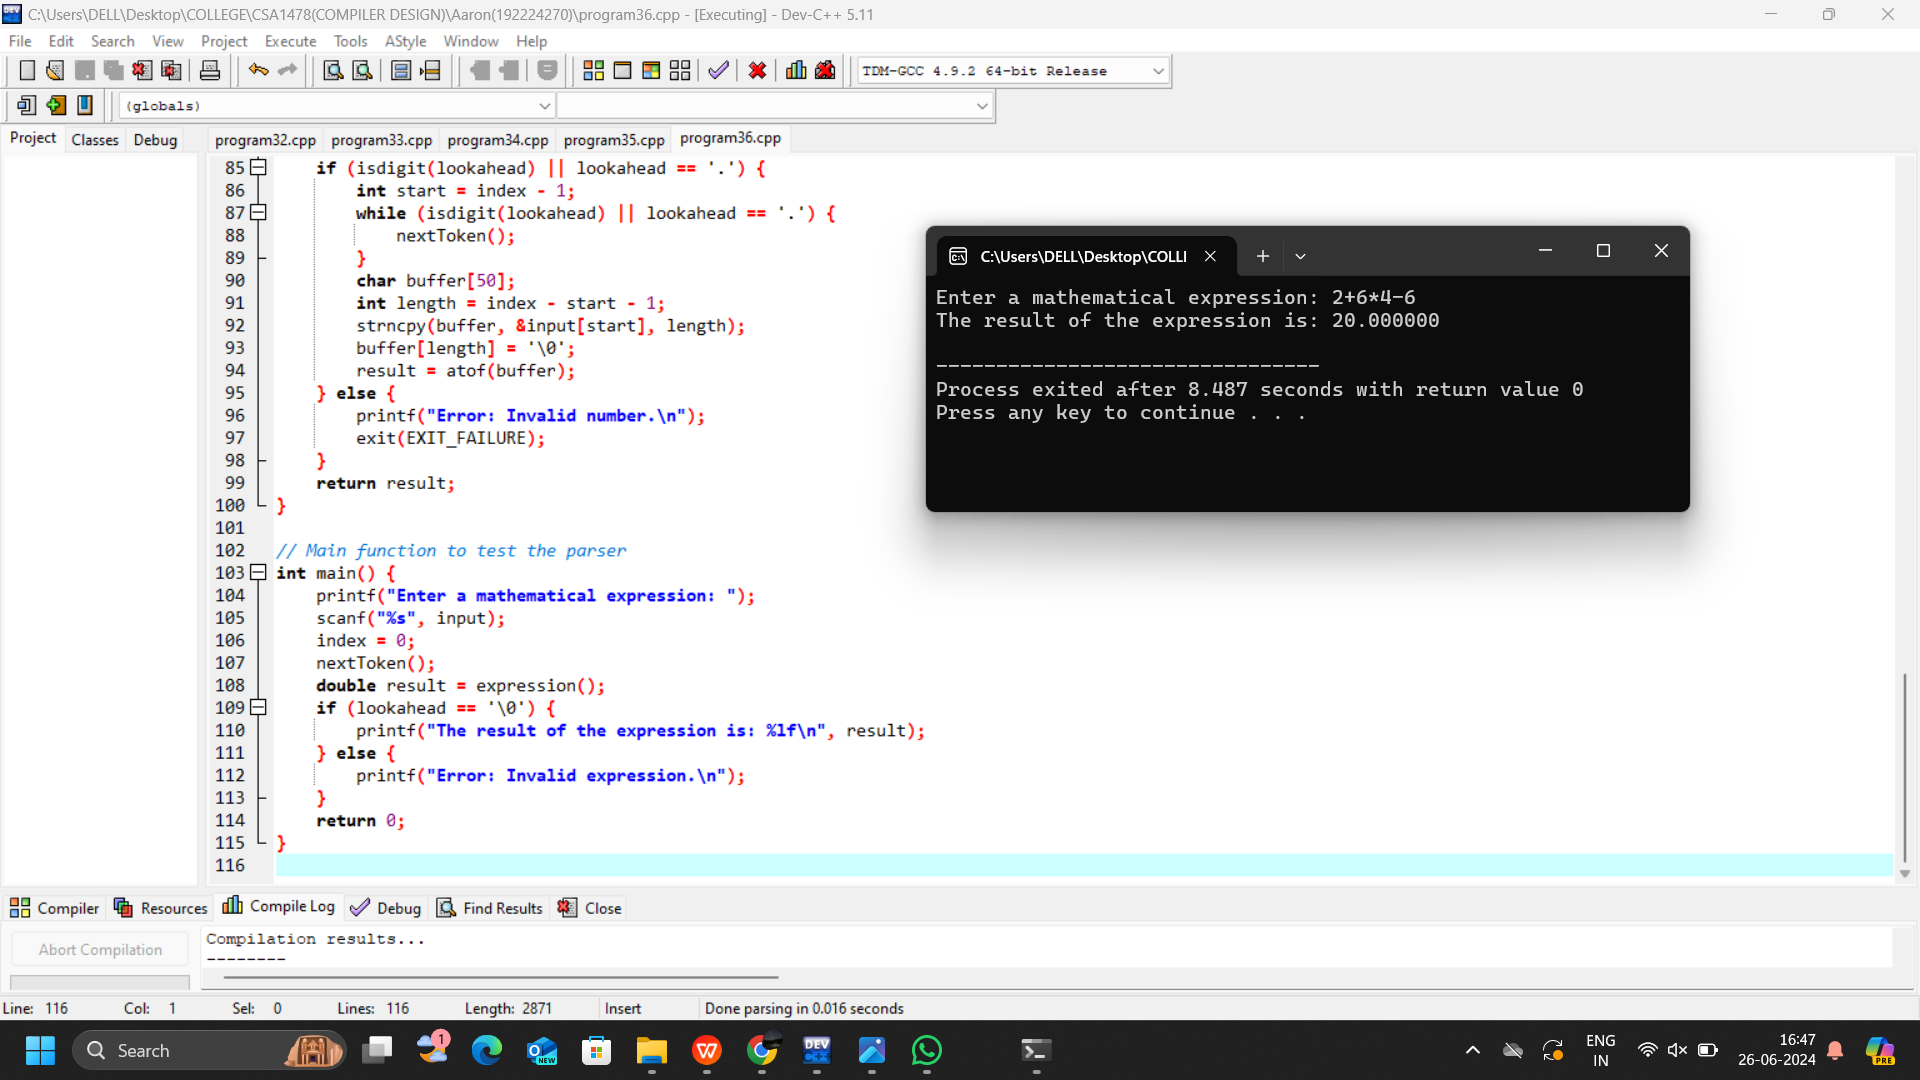 C:\Users\DELL\Desktop\COLLEGE\CSA1478(COMPILER DESIGN)\Aaron(192224270)\program36.cpp - [Executing] - Dev-C++ 5.11
File Edit Search View Project Execute Tools AStyle Window Help
TDM-GCC 4.9.2 64-bit Release
(globals)
Project Classes Debug
program32.cpp program33.cpp program34.cpp program35.cpp program36.cpp
85 if (isdigit(lookahead) || lookahead == '.') {
86 int start = index - 1;
87 while (isdigit(lookahead) || lookahead == '.') {
88 nextToken();
89 }
90 char buffer[50];
91 int length = index - start - 1;
92 strncpy(buffer, &input[start], length);
93 buffer[length] = '\0';
94 result = atof(buffer);
95 } else {
96 printf("Error: Invalid number.\n");
97 exit(EXIT_FAILURE);
98 }
99 return result;
100 }
101
102 // Main function to test the parser
103 int main() {
104 printf("Enter a mathematical expression: ");
105 scanf("%s", input);
106 index = 0;
107 nextToken();
108 double result = expression();
109 if (lookahead == '\0') {
110 printf("The result of the expression is: %lf\n", result);
111 } else {
112 printf("Error: Invalid expression.\n");
113 }
114 return 0;
115 }
116
C:\Users\DELL\Desktop\COLLI
Enter a mathematical expression: 2+6*4-6
The result of the expression is: 20.000000
--------------------------------
Process exited after 8.487 seconds with return value 0
Press any key to continue . . .
Compiler Resources Compile Log Debug Find Results Close
Abort Compilation
Compilation results...
--------
Line: 116 Col: 1 Sel: 0 Lines: 116 Length: 2871 Insert Done parsing in 0.016 seconds
Search
1
NEW
DEV
C++
ENG
IN
16:47
26-06-2024
PRE